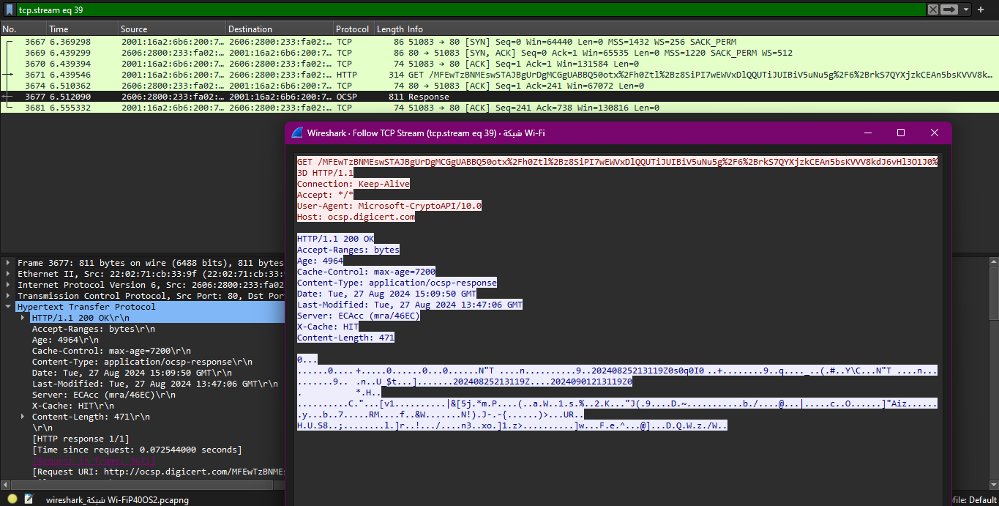 tcp.stream eq 39
No. Time Source Destination Protocol Length Info
3667 6.369298 2001:16a2:6b6:200:7… 2606:2800:233:fa02:… TCP 86 51083 → 80 [SYN] Seq=0 Win=64440 Len=0 MSS=1432 WS=256 SACK_PERM
3669 6.439299 2606:2800:233:fa02:… 2001:16a2:6b6:200:7… TCP 86 80 → 51083 [SYN, ACK] Seq=0 Ack=1 Win=65535 Len=0 MSS=1220 SACK_PERM WS=512
3670 6.439394 2001:16a2:6b6:200:7… 2606:2800:233:fa02:… TCP 74 51083 → 80 [ACK] Seq=1 Ack=1 Win=131584 Len=0
3671 6.439546 2001:16a2:6b6:200:7… 2606:2800:233:fa02:… HTTP 314 GET /MFEwTzBNMEswSTAJBgUrDgMCGgUABBQ50otx%2Fh0Ztl%2Bz8SiPI7wEWVxDlQQUTiJUIBiV5uNu5g%2F6%2BrkS7QYXjzkCEAn5bsKVVV8k…
3674 6.510362 2606:2800:233:fa02:… 2001:16a2:6b6:200:7… TCP 74 80 → 51083 [ACK] Seq=1 Ack=241 Win=67072 Len=0
3677 6.512090 2606:2800:233:fa02:… 2001:16a2:6b6:200:7… OCSP 811 Response
3681 6.555332 2001:16a2:6b6:200:7… 2606:2800:233:fa02:… TCP 74 51083 → 80 [ACK] Seq=241 Ack=738 Win=130816 Len=0
Wireshark · Follow TCP Stream (tcp.stream eq 39) · شبكة Wi-Fi
GET /MFEwTzBNMEswSTAJBgUrDgMCGgUABBQ50otx%2Fh0Ztl%2Bz8SiPI7wEWVxDlQQUTiJUIBiV5uNu5g%2F6%2BrkS7QYXjzkCEAn5bsKVVV8kdJ6vHl3O1J0%
3D HTTP/1.1
Connection: Keep-Alive
Accept: */*
User-Agent: Microsoft-CryptoAPI/10.0
Host: ocsp.digicert.com
HTTP/1.1 200 OK
Accept-Ranges: bytes
Age: 4964
Cache-Control: max-age=7200
Content-Type: application/ocsp-response
Date: Tue, 27 Aug 2024 15:09:50 GMT
Last-Modified: Tue, 27 Aug 2024 13:47:06 GMT
Server: ECAcc (mra/46EC)
X-Cache: HIT
Content-Length: 471
0...
......0.... +.....0......0...0......N"T ....n..........9..20240825213119Z0s0q0I0 ..+........9..q...._..(.#..Y\C...N"T ....n...
.......9.. .n..U_$t...].......20240825213119Z....20240901213119Z0
. *.H..
..........C."...[v1..........|&[5j.*m.P....(..a.W..1.s.%..2.K..."J(.9....D.~...........b./....@...|.....c..O......]"Aiz......
.y...b..7.....RM....f..&W.......N!).J-.-{......)>...UR..
H.U.S8..;........l.]r..!.../....n3..xo.]1.z>..........]w...F.e.^...@]...D.Q.W.z./W..
Frame 3677: 811 bytes on wire (6488 bits), 811 bytes
Ethernet II, Src: 22:02:71:cb:33:9f (22:02:71:cb:33:
Internet Protocol Version 6, Src: 2606:2800:233:fa02
Transmission Control Protocol, Src Port: 80, Dst Por
Hypertext Transfer Protocol
HTTP/1.1 200 OK\r\n
Accept-Ranges: bytes\r\n
Age: 4964\r\n
Cache-Control: max-age=7200\r\n
Content-Type: application/ocsp-response\r\n
Date: Tue, 27 Aug 2024 15:09:50 GMT\r\n
Last-Modified: Tue, 27 Aug 2024 13:47:06 GMT\r\n
Server: ECAcc (mra/46EC)\r\n
X-Cache: HIT\r\n
Content-Length: 471\r\n
\r\n
[HTTP response 1/1]
[Time since request: 0.072544000 seconds]
[Request in frame: 3671]
[Request URI: http://ocsp.digicert.com/MFEwTzBNMEs
wireshark_شبكة Wi-FiP40OS2.pcapng
file: Default